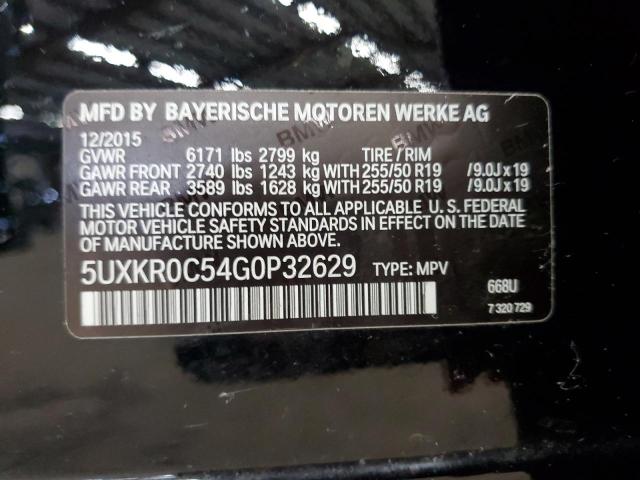 MFD BY BAYERISCHE MOTOREN WERKE AG
12/2015
GVWR 6171 lbs 2799 kg TIRE / RIM
GAWR FRONT 2740 lbs 1243 kg WITH 255/50 R19 / 9.0J x 19
GAWR REAR 3589 lbs 1628 kg WITH 255/50 R19 / 9.0J x 19
THIS VEHICLE CONFORMS TO ALL APPLICABLE U. S. FEDERAL
MOTOR VEHICLE SAFETY STANDARDS IN EFFECT ON THE DATE OF
MANUFACTURE SHOWN ABOVE.
5UXKR0C54G0P32629 TYPE: MPV
668U
7 320 729